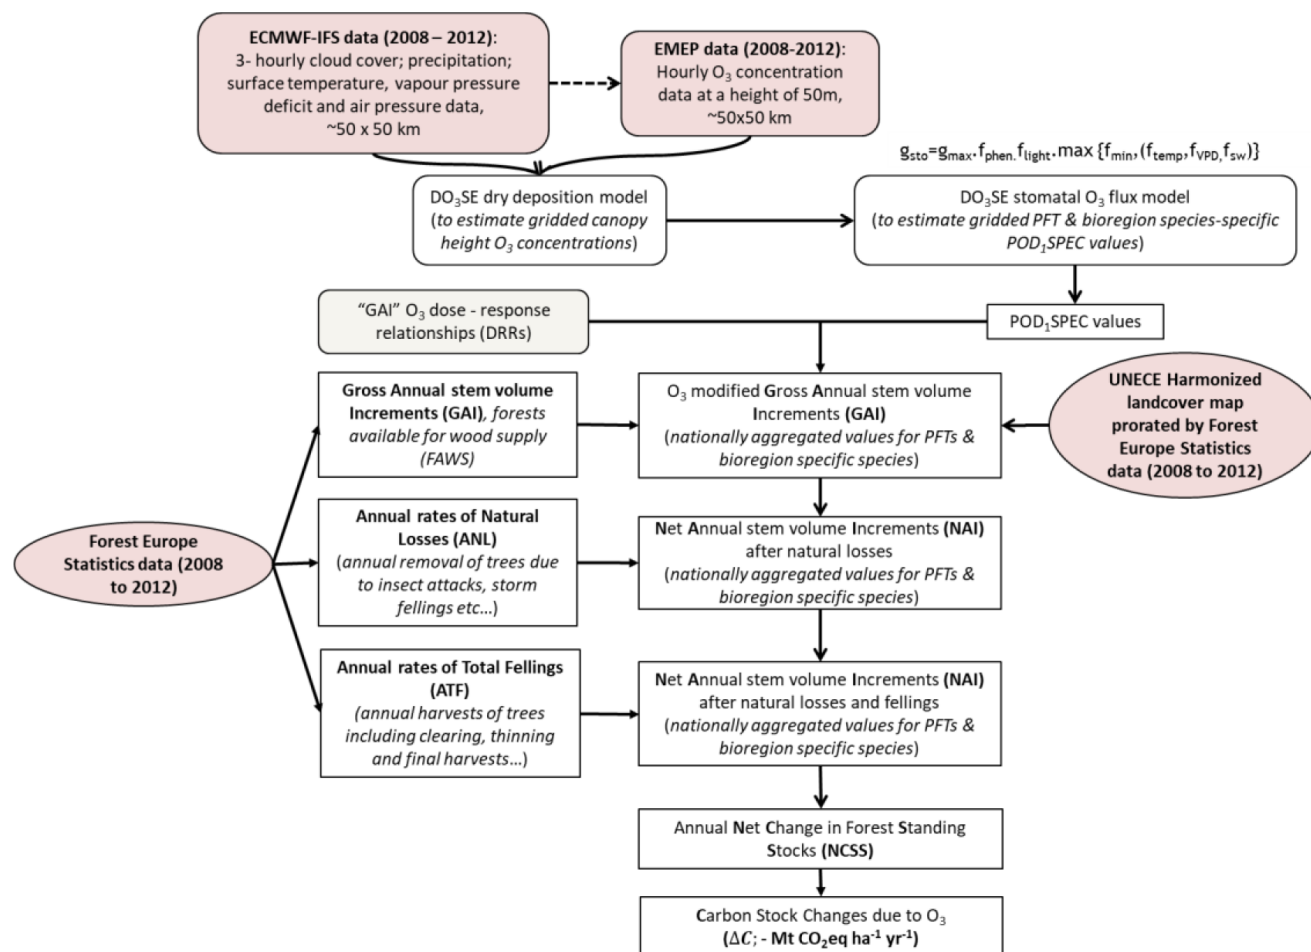 ECMWF-IFS data (2008 – 2012):
3- hourly cloud cover; precipitation;
surface temperature, vapour pressure
deficit and air pressure data,
~50 x 50 km
EMEP data (2008-2012):
Hourly O₃ concentration
data at a height of 50m,
~50x50 km
gsto=gmax.fphen.flight.max {fmin,(ftemp,fVPD,fsw)}
DO₃SE dry deposition model
(to estimate gridded canopy
height O₃ concentrations)
DO₃SE stomatal O₃ flux model
(to estimate gridded PFT & bioregion species-specific
POD₁SPEC values)
“GAI” O₃ dose - response
relationships (DRRs)
POD₁SPEC values
Gross Annual stem volume
Increments (GAI), forests
available for wood supply
(FAWS)
O₃ modified Gross Annual stem volume
Increments (GAI)
(nationally aggregated values for PFTs &
bioregion specific species)
UNECE Harmonized
landcover map
prorated by Forest
Europe Statistics
data (2008 to 2012)
Forest Europe
Statistics data (2008
to 2012)
Annual rates of Natural
Losses (ANL)
(annual removal of trees due
to insect attacks, storm
fellings etc…)
Net Annual stem volume Increments (NAI)
after natural losses
(nationally aggregated values for PFTs &
bioregion specific species)
Annual rates of Total Fellings
(ATF)
(annual harvests of trees
including clearing, thinning
and final harvests…)
Net Annual stem volume Increments (NAI)
after natural losses and fellings
(nationally aggregated values for PFTs &
bioregion specific species)
Annual Net Change in Forest Standing
Stocks (NCSS)
Carbon Stock Changes due to O₃
(ΔC; - Mt CO₂eq ha⁻¹ yr⁻¹)